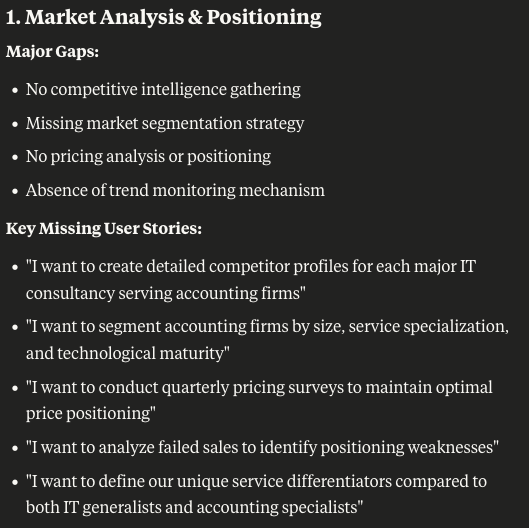 1. Market Analysis & Positioning
Major Gaps:
• No competitive intelligence gathering
• Missing market segmentation strategy
• No pricing analysis or positioning
• Absence of trend monitoring mechanism
Key Missing User Stories:
• "I want to create detailed competitor profiles for each major IT
consultancy serving accounting firms"
• "I want to segment accounting firms by size, service specialization,
and technological maturity"
• "I want to conduct quarterly pricing surveys to maintain optimal
price positioning"
• "I want to analyze failed sales to identify positioning weaknesses"
• "I want to define our unique service differentiators compared to
both IT generalists and accounting specialists"